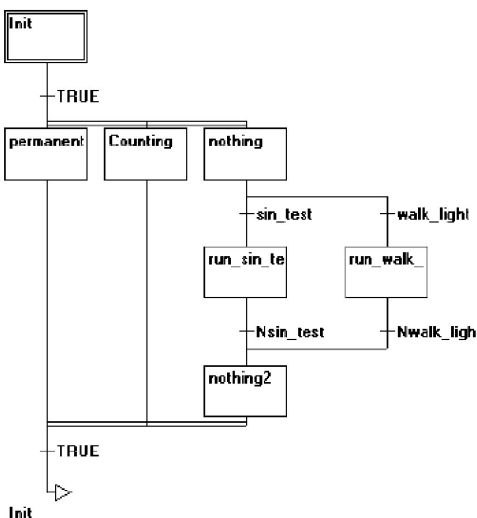 Init
TRUE
permanent Counting nothing
sin_test walk_light
run_sin_te run_walk_
Nsin_test Nwalk_ligh
nothing2
TRUE
Init